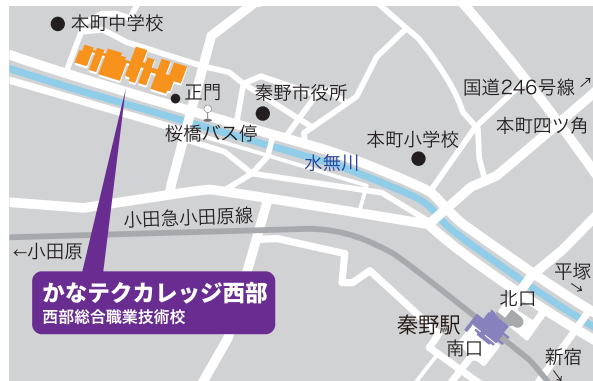 本町中学校
正門
桜橋バス停
秦野市役所
国道246号線↗
本町四ツ角
本町小学校
水無川
小田急小田原線
←小田原
かなテクカレッジ西部
西部総合職業技術校
平塚
↘
北口
秦野駅
南口
新宿
↘